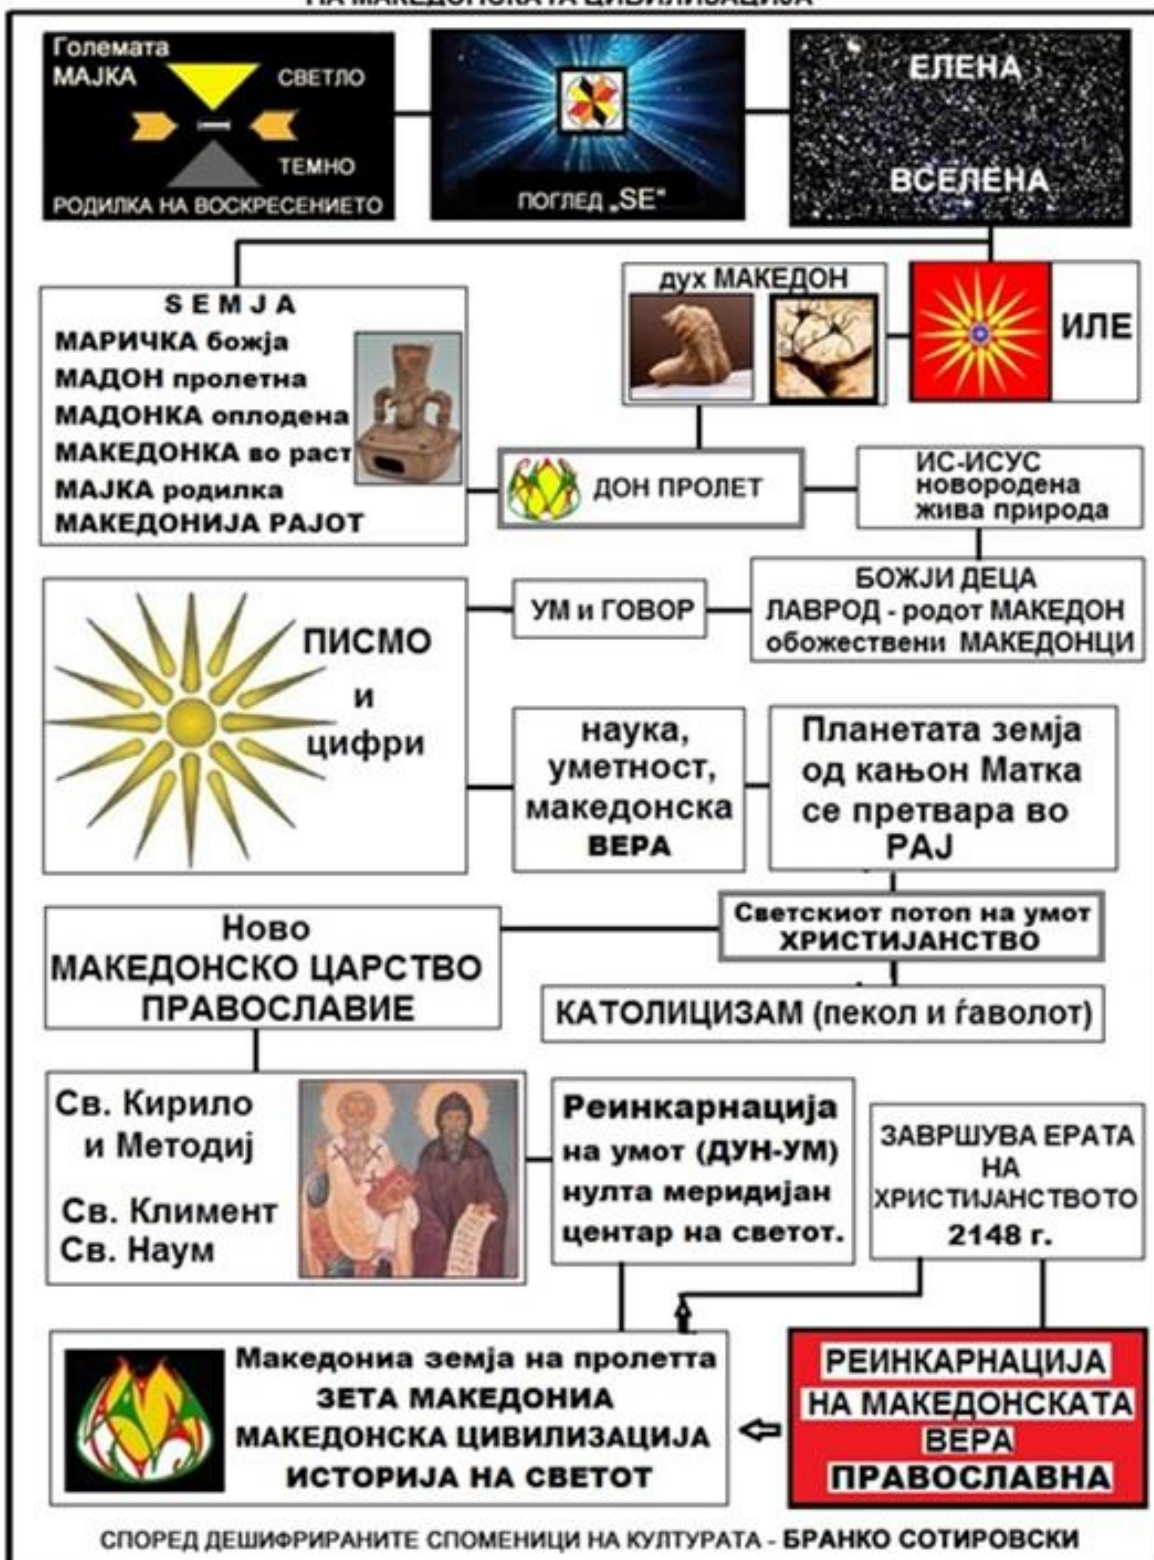 НА МАКЕДОНСКАТА ЦИВИЛИЗАЦИЈА
Големата
МАЈКА
СВЕТЛО
ТЕМНО
РОДИЛКА НА ВОСКРЕСЕНИЕТО
ПОГЛЕД „SE“
ЕЛЕНА
ВСЕЛЕНА
S E M J A
МАРИЧКА божја
МАДОН пролетна
МАДОНКА оплодена
МАКЕДОНКА во раст
МАЈКА родилка
МАКЕДОНИЈА РАЈОТ
дух МАКЕДОН
ИЛЕ
ДОН ПРОЛЕТ
ИС-ИСУС
новородена
жива природа
БОЖЈИ ДЕЦА
ЛАВРОД - родот МАКЕДОН
обожествени МАКЕДОНЦИ
УМ и ГОВОР
ПИСМО
и
цифри
наука,
уметност,
македонска
ВЕРА
Планетата земја
од кањон Матка
се претвара во
РАЈ
Светскиот потоп на умот
ХРИСТИЈАНСТВО
Ново
МАКЕДОНСКО ЦАРСТВО
ПРАВОСЛАВИЕ
КАТОЛИЦИЗАМ (пекол и ѓаволот)
Св. Кирило
и Методиј
Св. Климент
Св. Наум
Реинкарнација
на умот (ДУН-УМ)
нулта меридијан
центар на светот.
ЗАВРШУВА ЕРАТА
НА
ХРИСТИЈАНСТВОТО
2148 г.
Македониа земја на пролетта
ЗЕТА МАКЕДОНИА
МАКЕДОНСКА ЦИВИЛИЗАЦИЈА
ИСТОРИЈА НА СВЕТОТ
РЕИНКАРНАЦИЈА
НА МАКЕДОНСКАТА
ВЕРА
ПРАВОСЛАВНА
СПОРЕД ДЕШИФРИРАНИТЕ СПОМЕНИЦИ НА КУЛТУРАТА - БРАНКО СОТИРОВСКИ